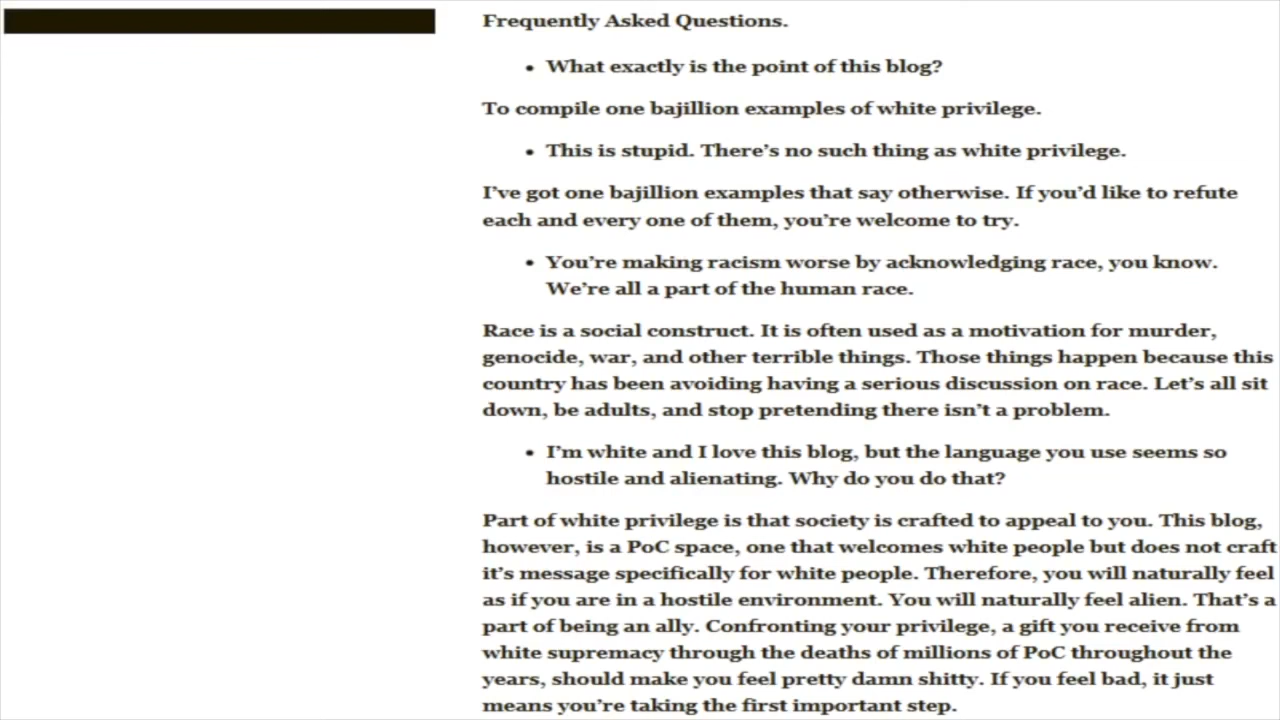 Frequently Asked Questions.
• What exactly is the point of this blog?
To compile one bajillion examples of white privilege.
• This is stupid. There's no such thing as white privilege.
I've got one bajillion examples that say otherwise. If you'd like to refute
each and every one of them, you're welcome to try.
• You're making racism worse by acknowledging race, you know.
We're all a part of the human race.
Race is a social construct. It is often used as a motivation for murder,
genocide, war, and other terrible things. Those things happen because this
country has been avoiding having a serious discussion on race. Let's all sit
down, be adults, and stop pretending there isn't a problem.
• I'm white and I love this blog, but the language you use seems so
hostile and alienating. Why do you do that?
Part of white privilege is that society is crafted to appeal to you. This blog,
however, is a PoC space, one that welcomes white people but does not craft
it's message specifically for white people. Therefore, you will naturally feel
as if you are in a hostile environment. You will naturally feel alien. That's a
part of being an ally. Confronting your privilege, a gift you receive from
white supremacy through the deaths of millions of PoC throughout the
years, should make you feel pretty damn shitty. If you feel bad, it just
means you're taking the first important step.